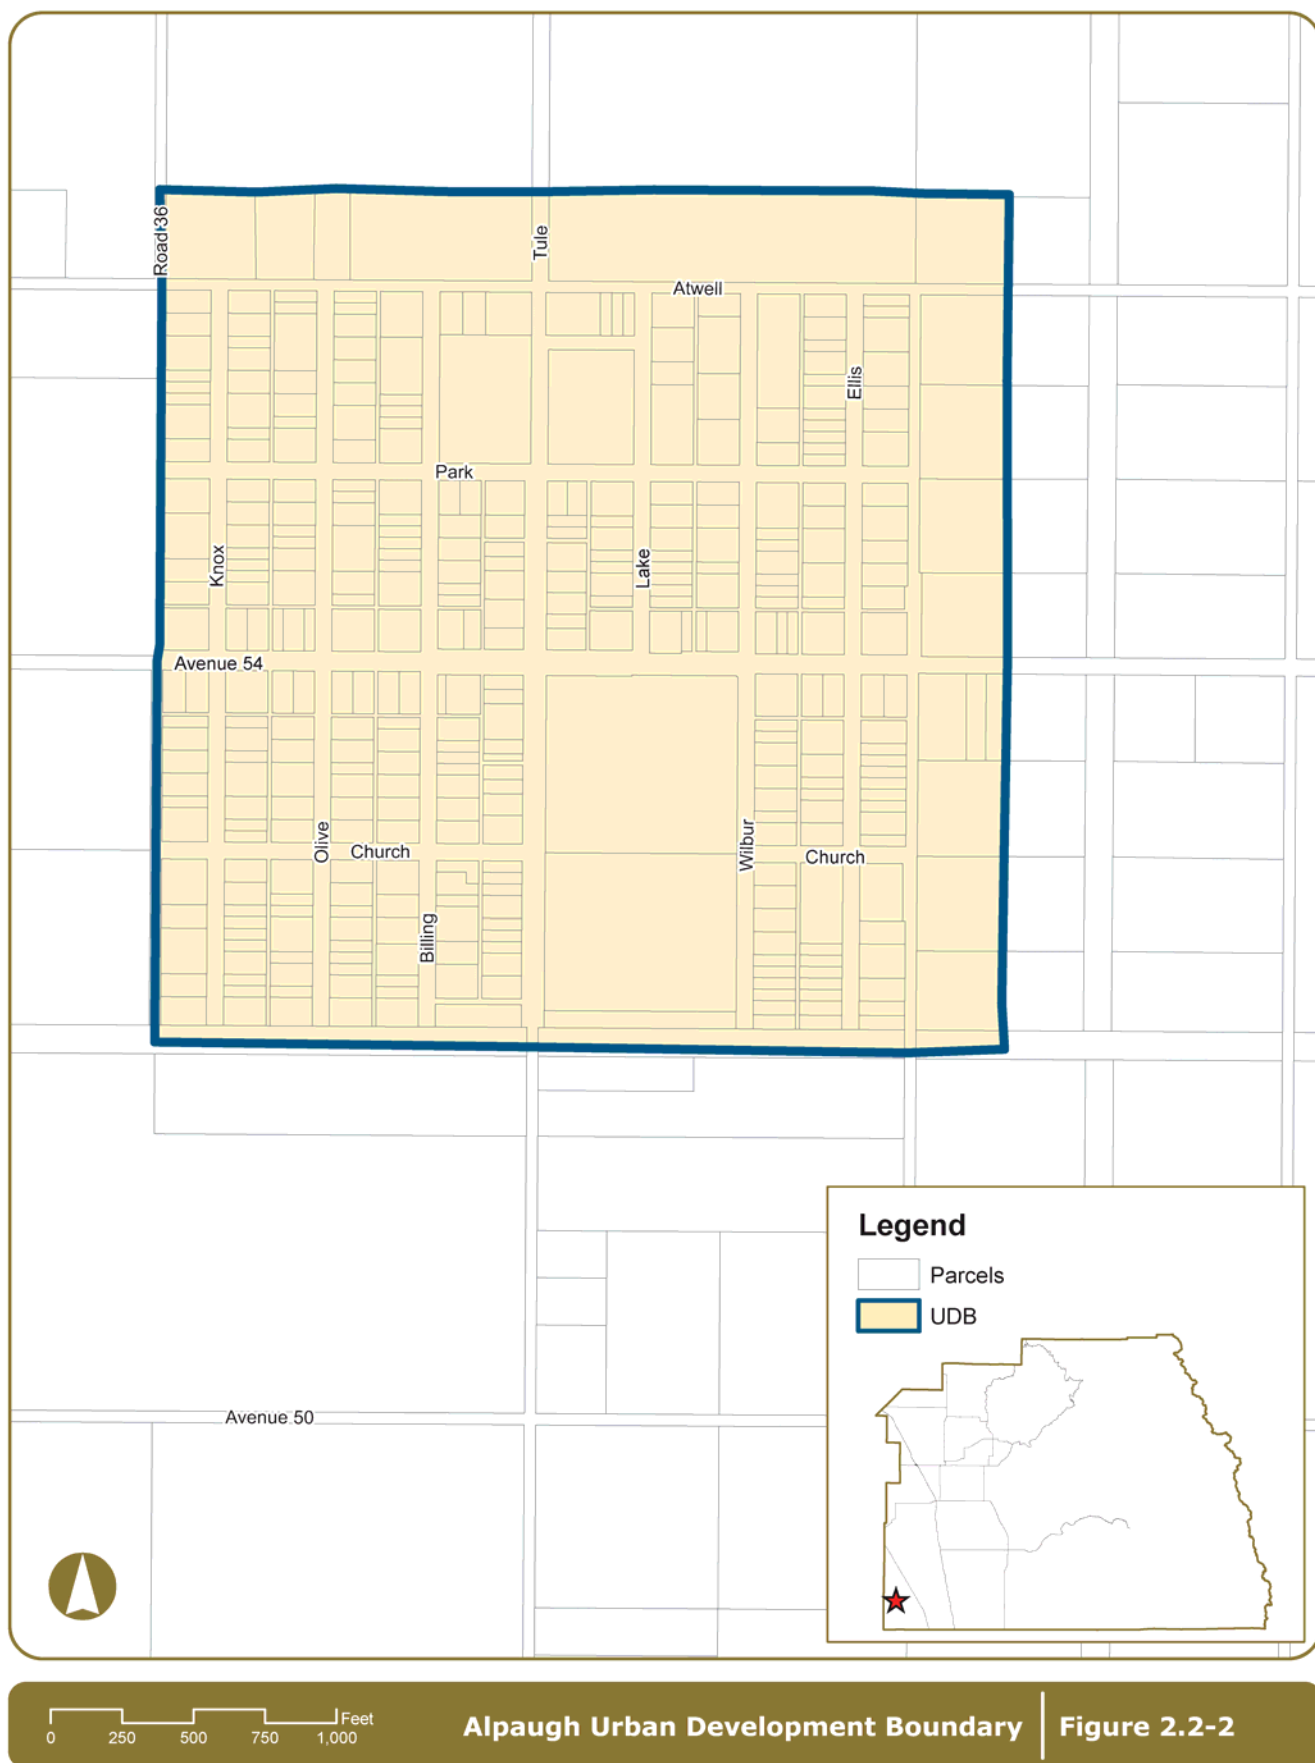 Road 36
Tule
Atwell
Ellis
Park
Knox
Lake
Avenue 54
Olive
Church
Wilbur
Church
Billing
Legend
Parcels
UDB
Avenue 50
Feet
0 250 500 750 1,000
Alpaugh Urban Development Boundary
Figure 2.2-2